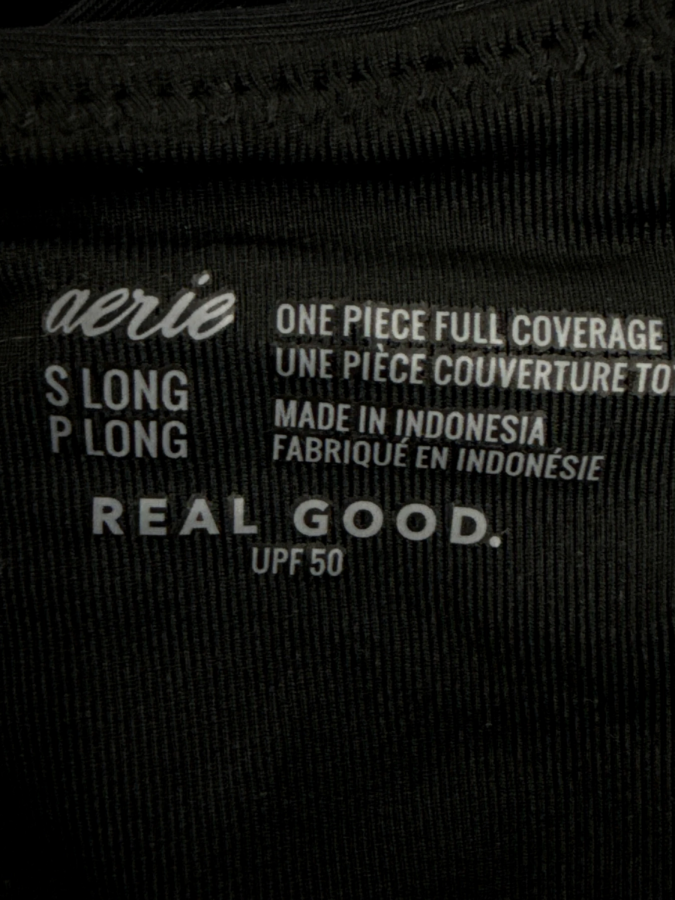 aerie
S LONG
P LONG
ONE PIECE FULL COVERAGE
UNE PIÈCE COUVERTURE
MADE IN INDONESIA
FABRIQUÉ EN INDONÉSIE
REAL GOOD.
UPF 50